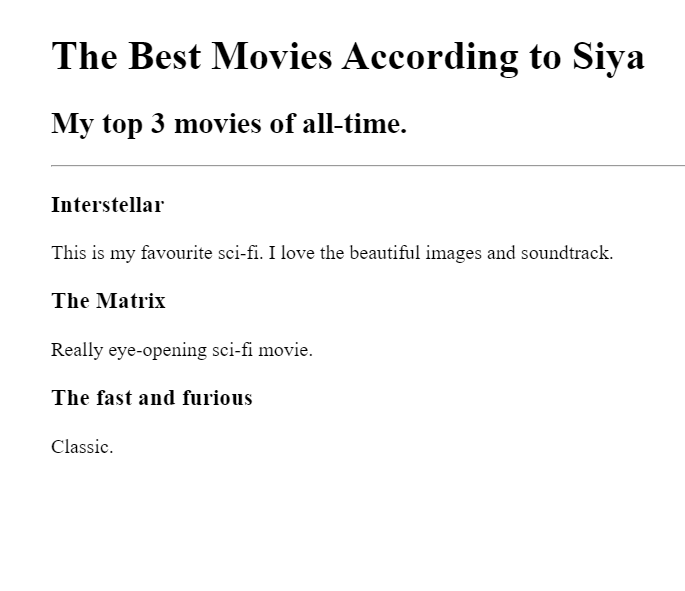 The Best Movies According to Siya
My top 3 movies of all-time.
Interstellar
This is my favourite sci-fi. I love the beautiful images and soundtrack.
The Matrix
Really eye-opening sci-fi movie.
The fast and furious
Classic.